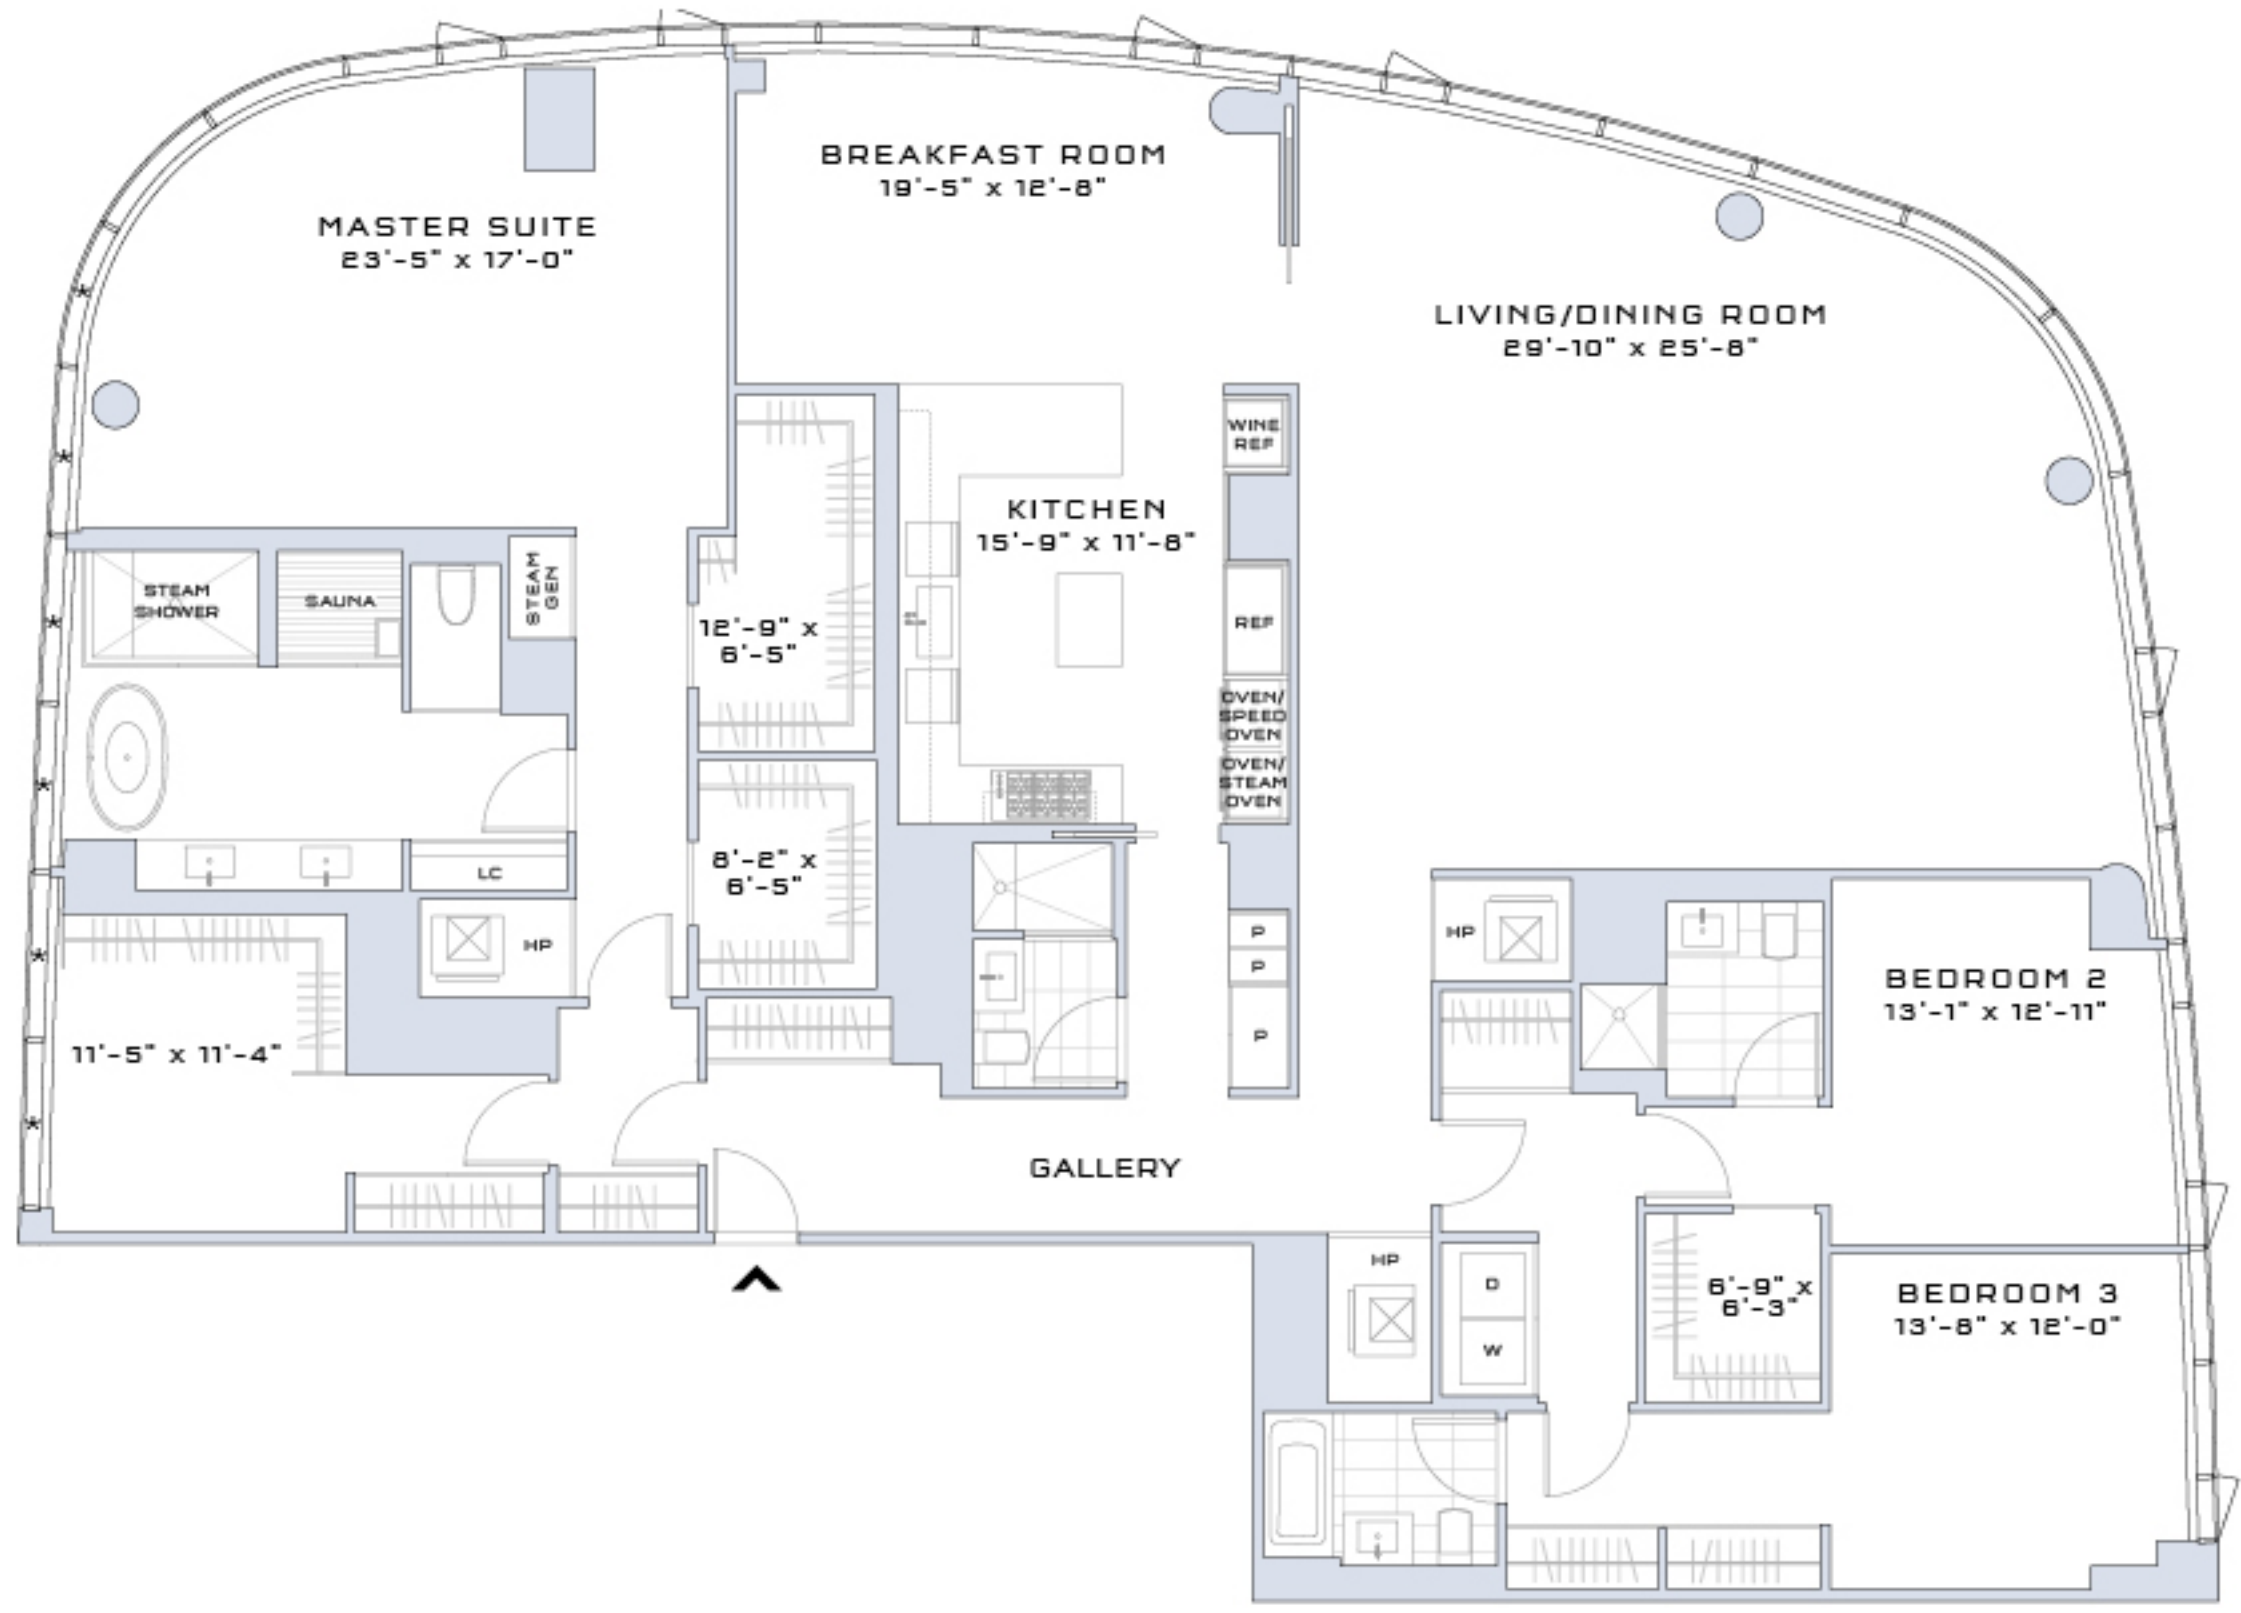 BREAKFAST ROOM
19'-5" x 12'-8"
MASTER SUITE
23'-5" x 17'-0"
LIVING/DINING ROOM
29'-10" x 25'-8"
WINE
REF
KITCHEN
15'-9" x 11'-8"
STEAM
SHOWER
SAUNA
STEAM
GEN
12'-9" x
6'-5"
REF
OVEN/
SPEED
OVEN
OVEN/
STEAM
OVEN
8'-2" x
6'-5"
LC
HP
P
P
P
HP
BEDROOM 2
13'-1" x 12'-11"
11'-5" x 11'-4"
GALLERY
HP
D
W
6'-9" x
6'-3"
BEDROOM 3
13'-8" x 12'-0"